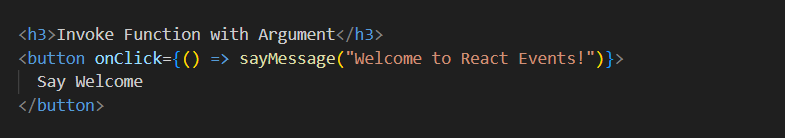 <h3>Invoke Function with Argument</h3>
<button onClick={() => sayMessage("Welcome to React Events!")}>
  Say Welcome
</button>